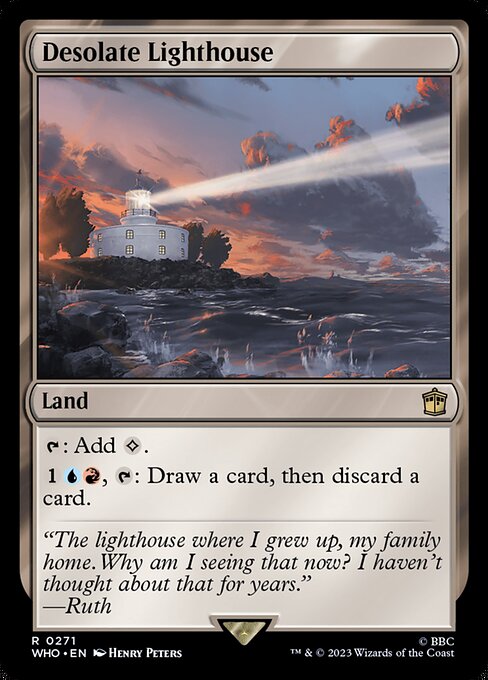 Desolate Lighthouse
Land
: Add .
1, : Draw a card, then discard a
card.
“The lighthouse where I grew up, my family
home. Why am I seeing that now? I haven't
thought about that for years.”
—Ruth
R 0271
WHO • EN Henry Peters
© BBC
™ & © 2023 Wizards of the Coast